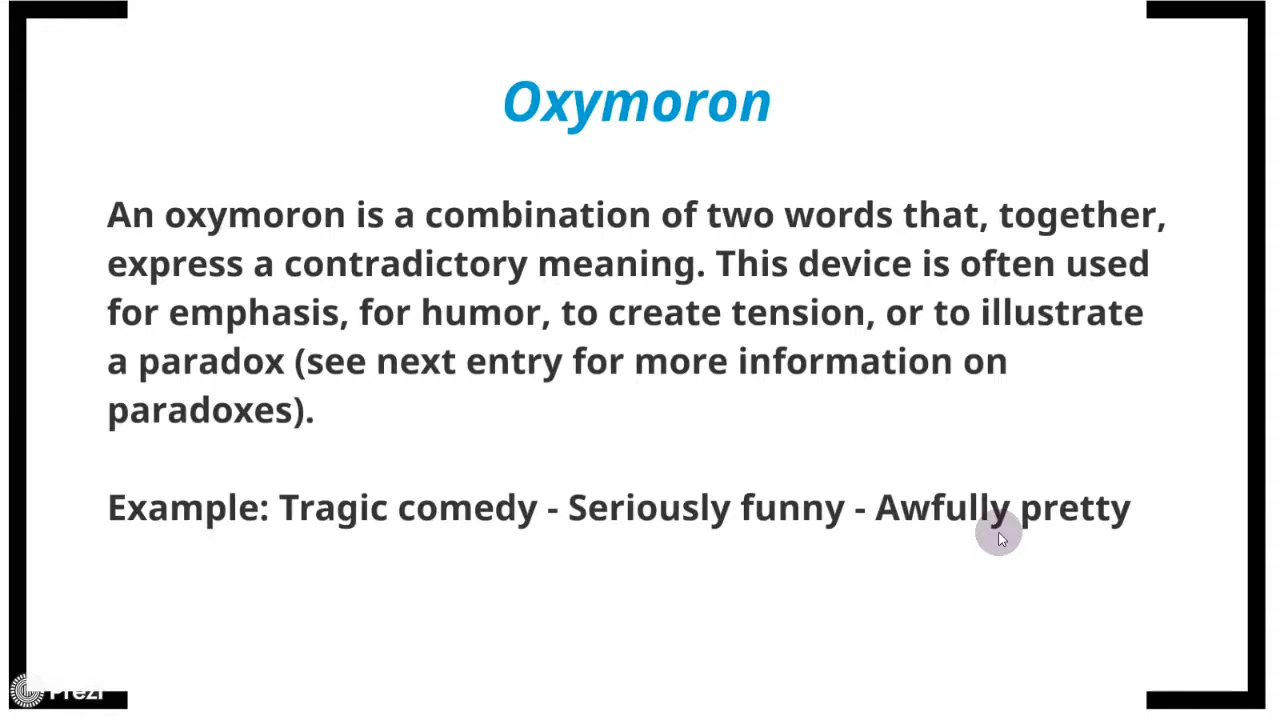 Oxymoron
An oxymoron is a combination of two words that, together,
express a contradictory meaning. This device is often used
for emphasis, for humor, to create tension, or to illustrate
a paradox (see next entry for more information on
paradoxes).
Example: Tragic comedy - Seriously funny - Awfully pretty
Prezi